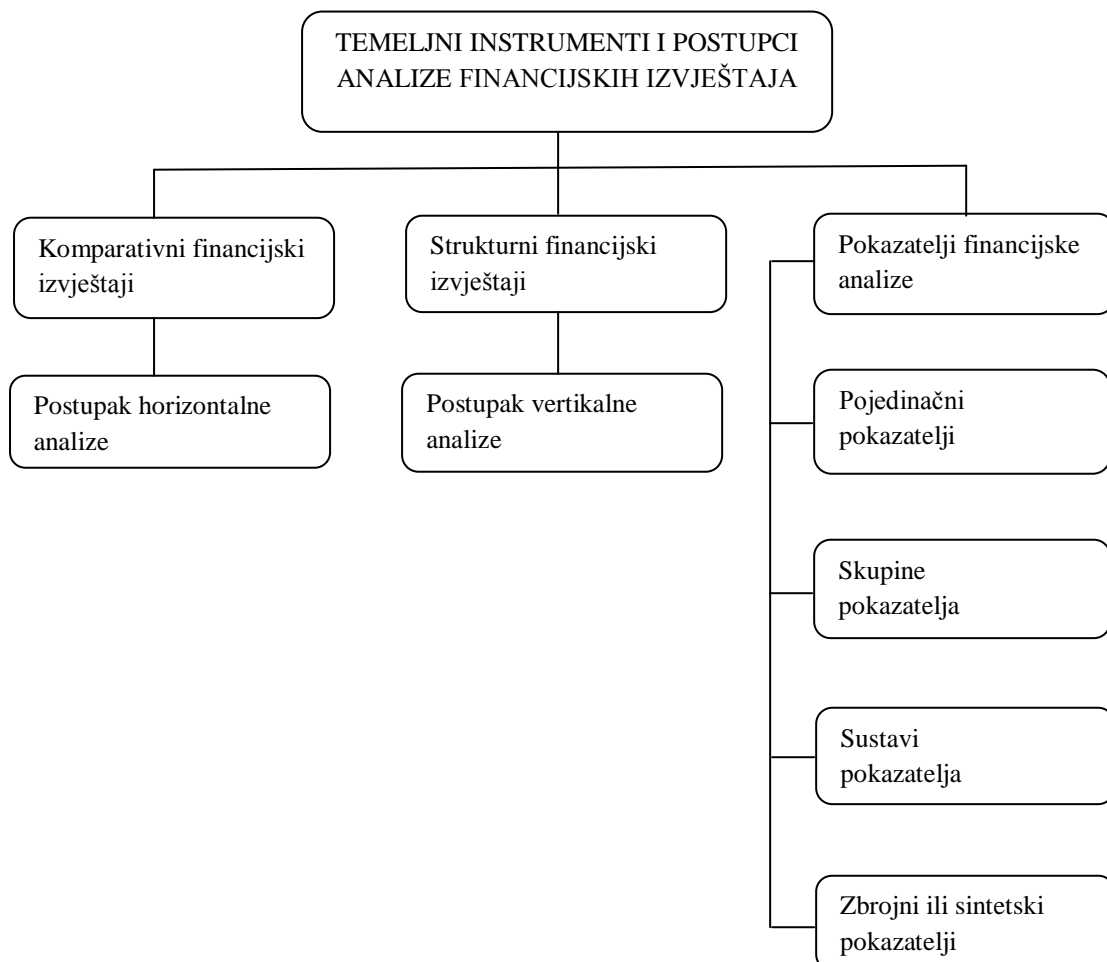 TEMELJNI INSTRUMENTI I POSTUPCI
ANALIZE FINANCIJSKIH IZVJEŠTAJA
Komparativni financijski
izvještaji
Strukturni financijski
izvještaji
Pokazatelji financijske
analize
Postupak horizontalne
analize
Postupak vertikalne
analize
Pojedinačni
pokazatelji
Skupine
pokazatelja
Sustavi
pokazatelja
Zbrojni ili sintetski
pokazatelji